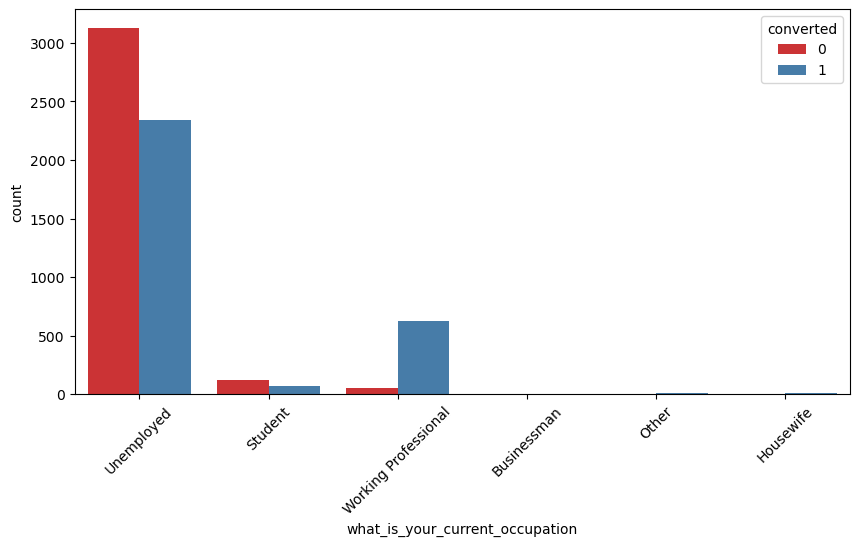 converted
0
1
3000
2500
2000
1500
1000
500
0
count
Unemployed
Student
Working Professional
Businessman
Other
Housewife
what_is_your_current_occupation